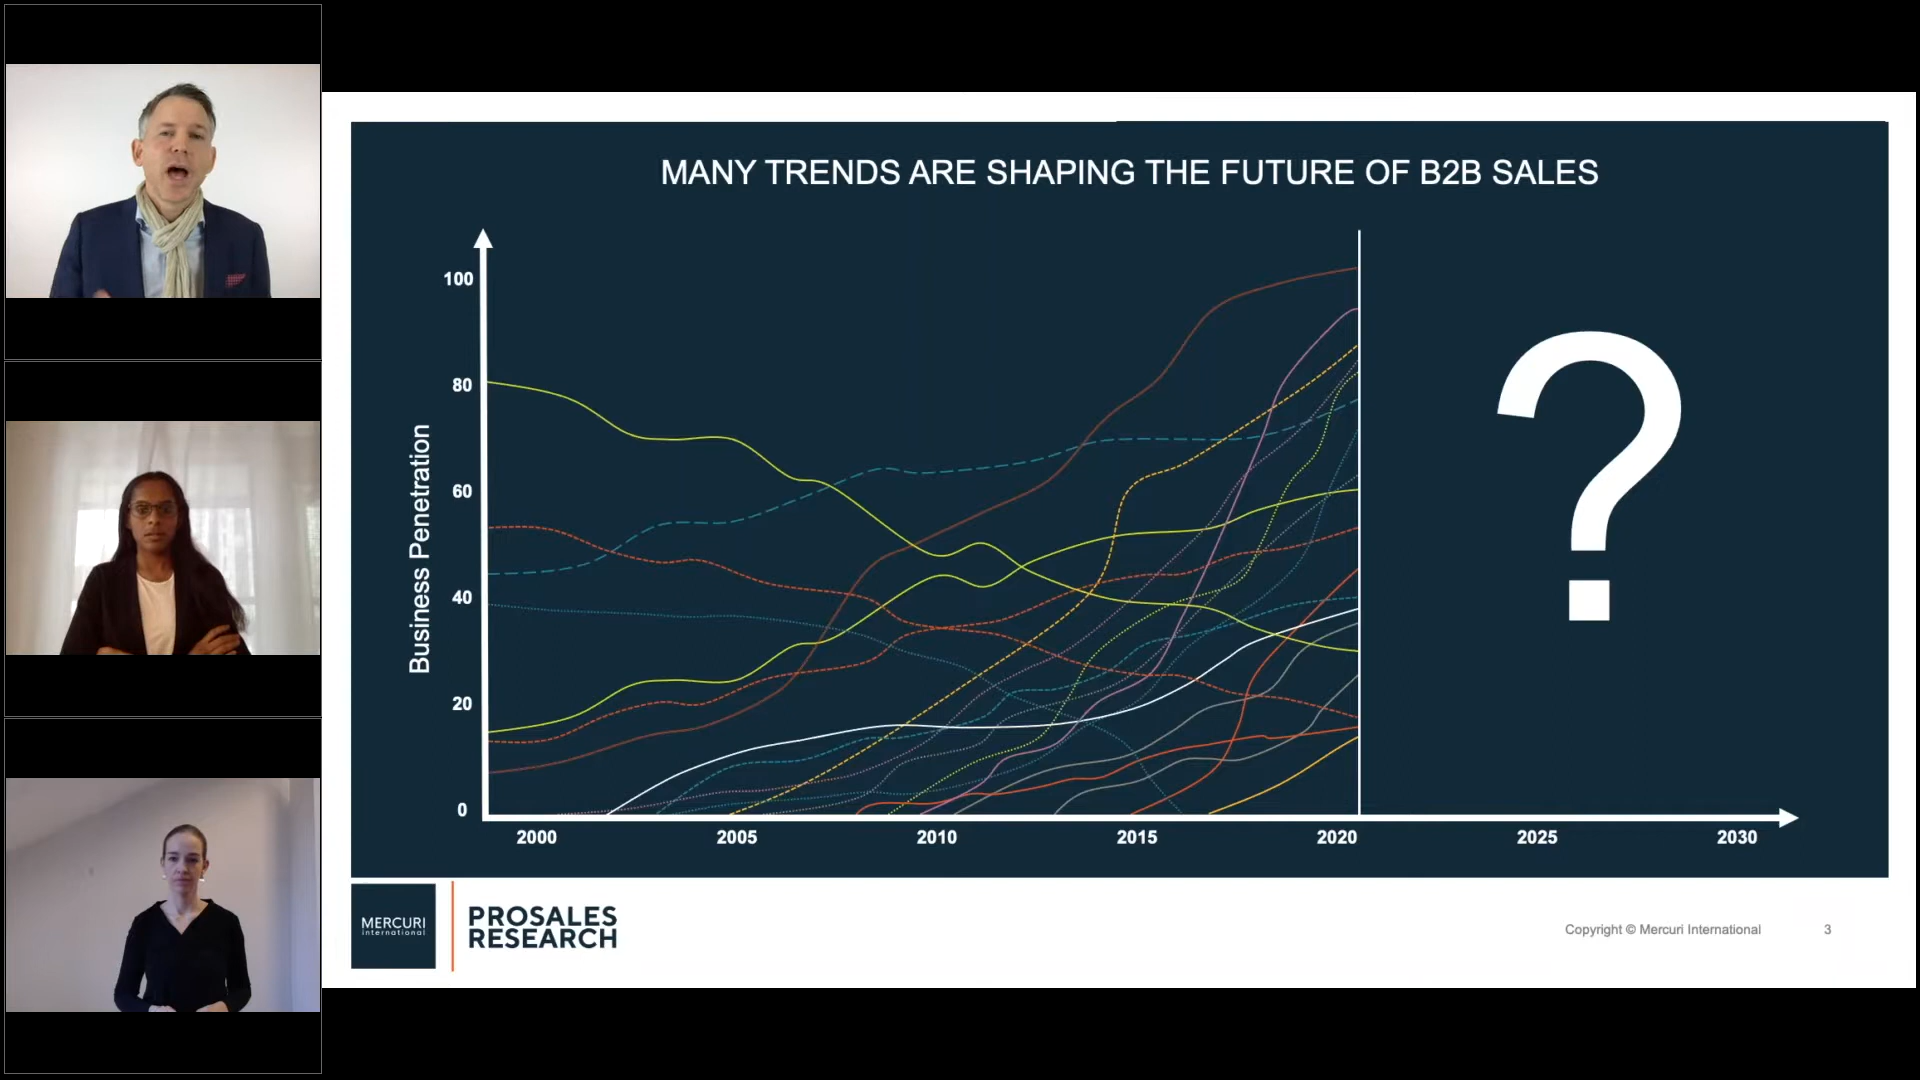 MANY TRENDS ARE SHAPING THE FUTURE OF B2B SALES
Business Penetration
100
80
60
40
20
0
2000
2005
2010
2015
2020
2025
2030
?
MERCURI
international
PROSALES
RESEARCH
Copyright © Mercuri International
3